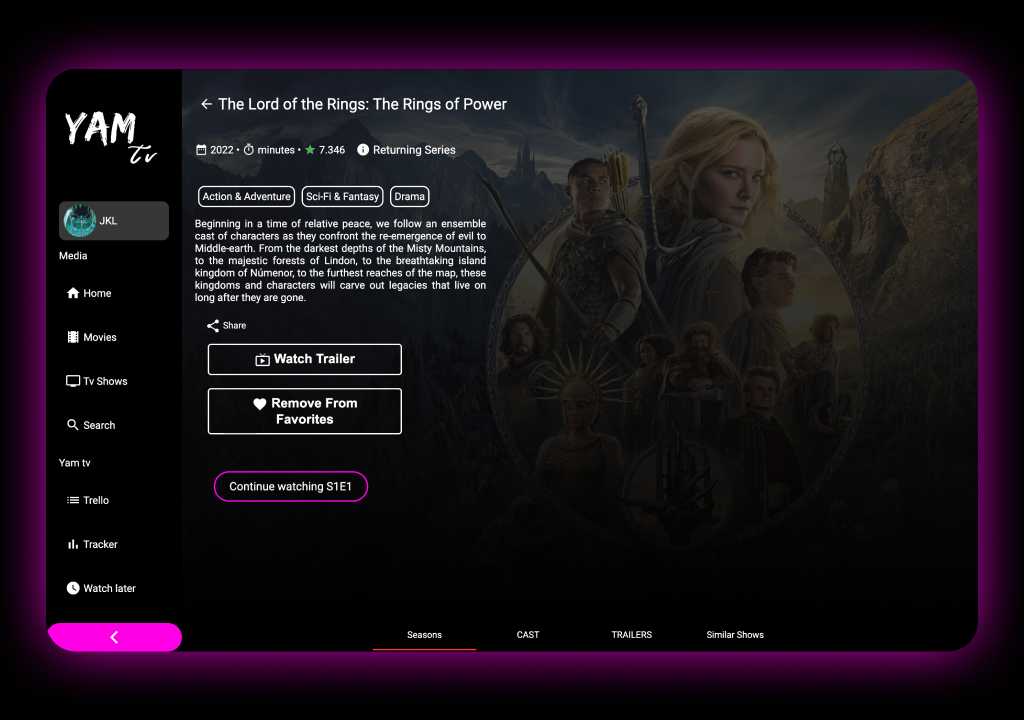 YAM
tv
JKL
Media
Home
Movies
Tv Shows
Search
Yam tv
Trello
Tracker
Watch later
The Lord of the Rings: The Rings of Power
2022 • minutes • 7.346 Returning Series
Action & Adventure Sci-Fi & Fantasy Drama
Beginning in a time of relative peace, we follow an ensemble
cast of characters as they confront the re-emergence of evil to
Middle-earth. From the darkest depths of the Misty Mountains,
to the majestic forests of Lindon, to the breathtaking island
kingdom of Númenor, to the furthest reaches of the map, these
kingdoms and characters will carve out legacies that live on
long after they are gone.
Share
Watch Trailer
Remove From
Favorites
Continue watching S1E1
Seasons CAST TRAILERS Similar Shows